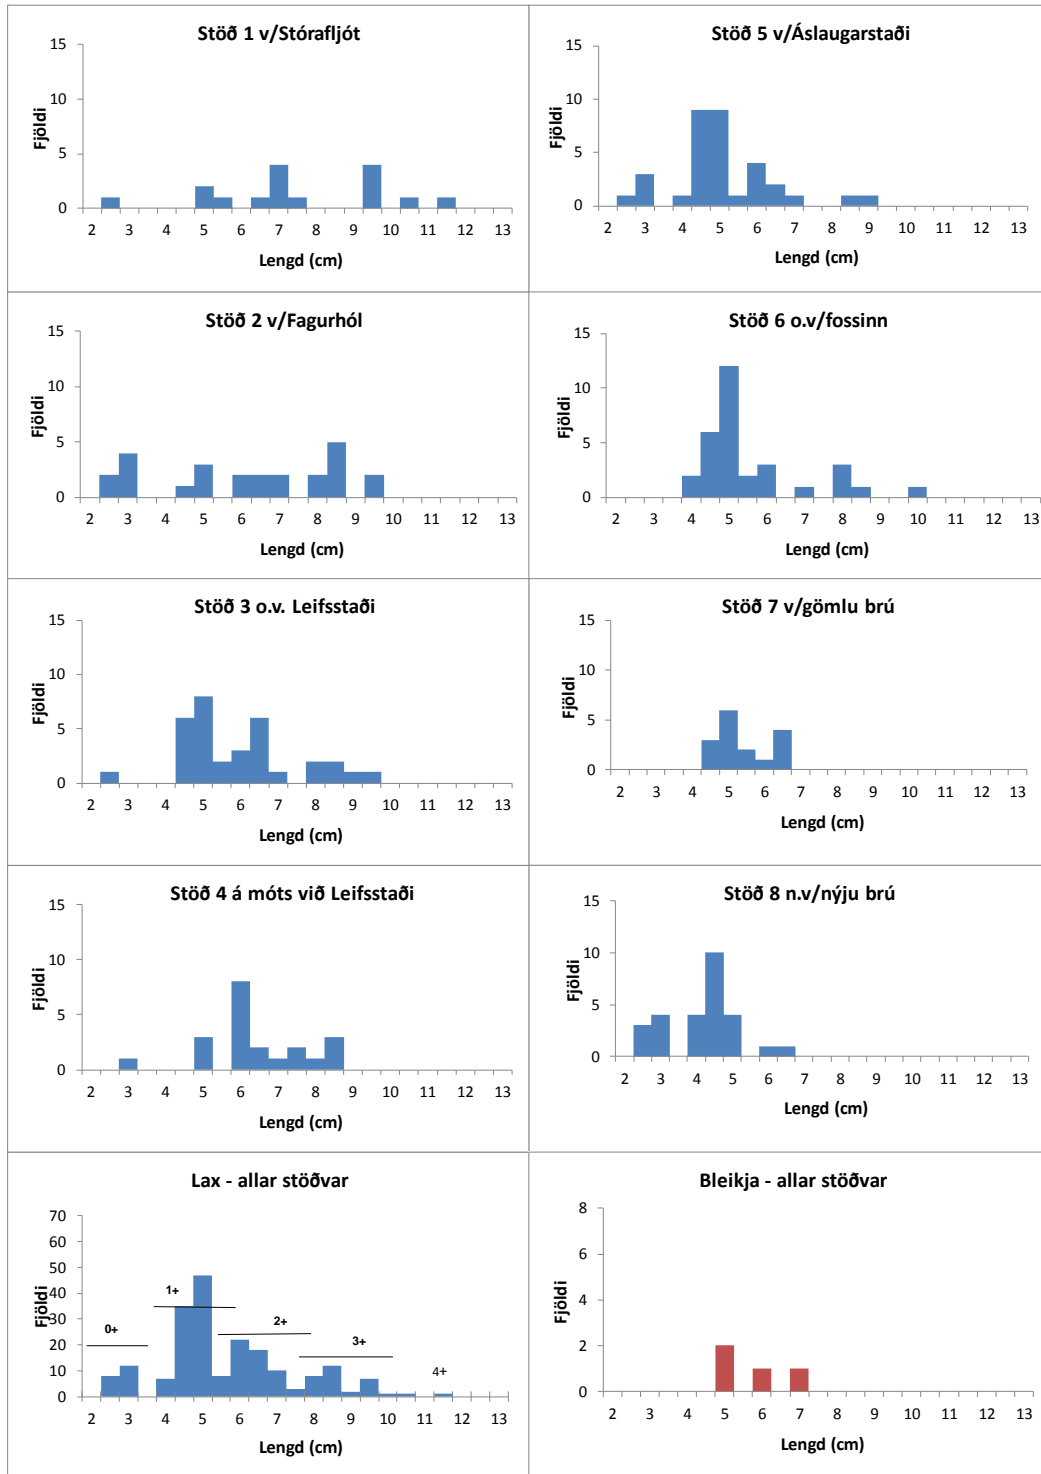 Stöð 1 v/Stórafljót
15
10
5
0
Fjöldi
2 3 4 5 6 7 8 9 10 11 12 13
Lengd (cm)
Stöð 5 v/Áslaugarstaði
15
10
5
0
Fjöldi
2 3 4 5 6 7 8 9 10 11 12 13
Lengd (cm)
Stöð 2 v/Fagurhól
15
10
5
0
Fjöldi
2 3 4 5 6 7 8 9 10 11 12 13
Lengd (cm)
Stöð 6 o.v/fossinn
15
10
5
0
Fjöldi
2 3 4 5 6 7 8 9 10 11 12 13
Lengd (cm)
Stöð 3 o.v. Leifsstaði
15
10
5
0
Fjöldi
2 3 4 5 6 7 8 9 10 11 12 13
Lengd (cm)
Stöð 7 v/gömlu brú
15
10
5
0
Fjöldi
2 3 4 5 6 7 8 9 10 11 12 13
Lengd (cm)
Stöð 4 á móts við Leifsstaði
15
10
5
0
Fjöldi
2 3 4 5 6 7 8 9 10 11 12 13
Lengd (cm)
Stöð 8 n.v/nýju brú
15
10
5
0
Fjöldi
2 3 4 5 6 7 8 9 10 11 12 13
Lengd (cm)
Lax - allar stöðvar
70
60
50
40
30
20
10
0
Fjöldi
0+
1+
2+
3+
4+
2 3 4 5 6 7 8 9 10 11 12 13
Lengd (cm)
Bleikja - allar stöðvar
8
6
4
2
0
Fjöldi
2 3 4 5 6 7 8 9 10 11 12 13
Lengd (cm)